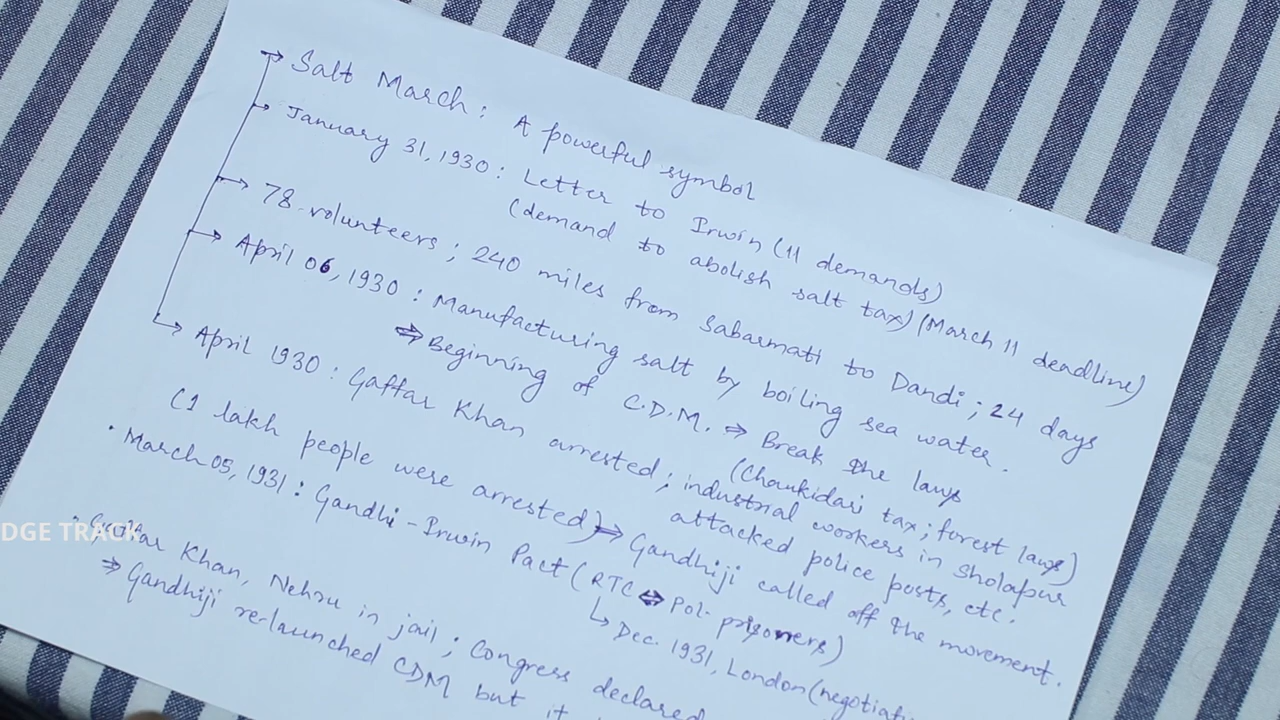 → Salt March : A powerful symbol
→ January 31, 1930 : Letter to Irwin (11 demands)
(demand to abolish salt tax) (March 11 deadline)
→ 78 volunteers ; 240 miles from Sabarmati to Dandi ; 24 days
→ April 06, 1930 : Manufacturing salt by boiling sea water.
⇒ Beginning of C.D.M. ⇒ Break the laws
(Chaukidari tax ; forest laws)
→ April 1930 : Gaffar Khan arrested ; industrial workers in Sholapur
attacked police posts, etc.
(1 lakh people were arrested) ⇒ Gandhiji called off the movement.
• March 05, 1931 : Gandhi-Irwin Pact (RTC ⇔ Pol. prisoners)
↳ Dec. 1931, London (negotiat
• Gaffar Khan, Nehru in jail ; Congress declared
⇒ Gandhiji relaunched CDM but it
DGE TRACK